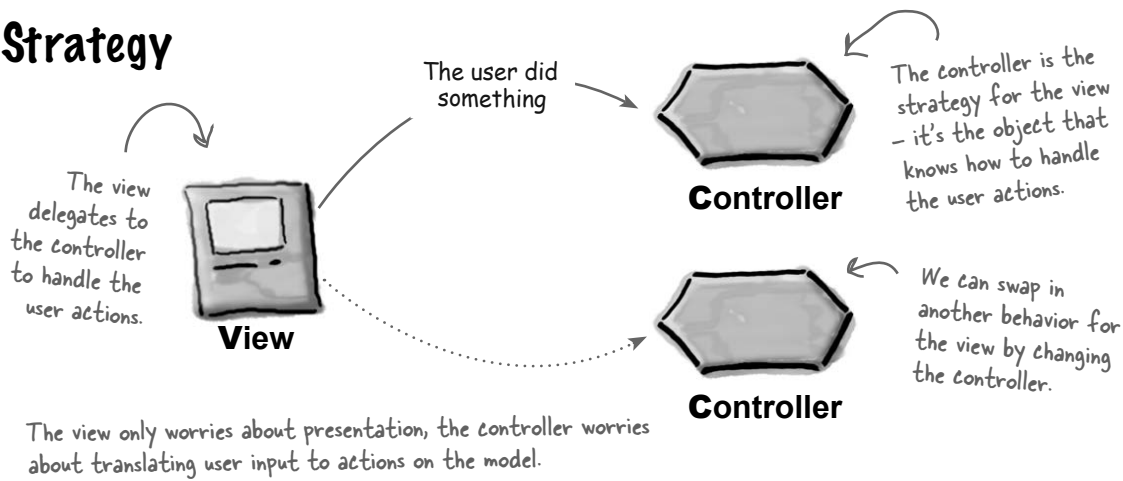 Strategy
The user did
something
The controller is the
strategy for the view
– it's the object that
knows how to handle
the user actions.
Controller
The view
delegates to
the controller
to handle the
user actions.
View
We can swap in
another behavior for
the view by changing
the controller.
Controller
The view only worries about presentation, the controller worries
about translating user input to actions on the model.